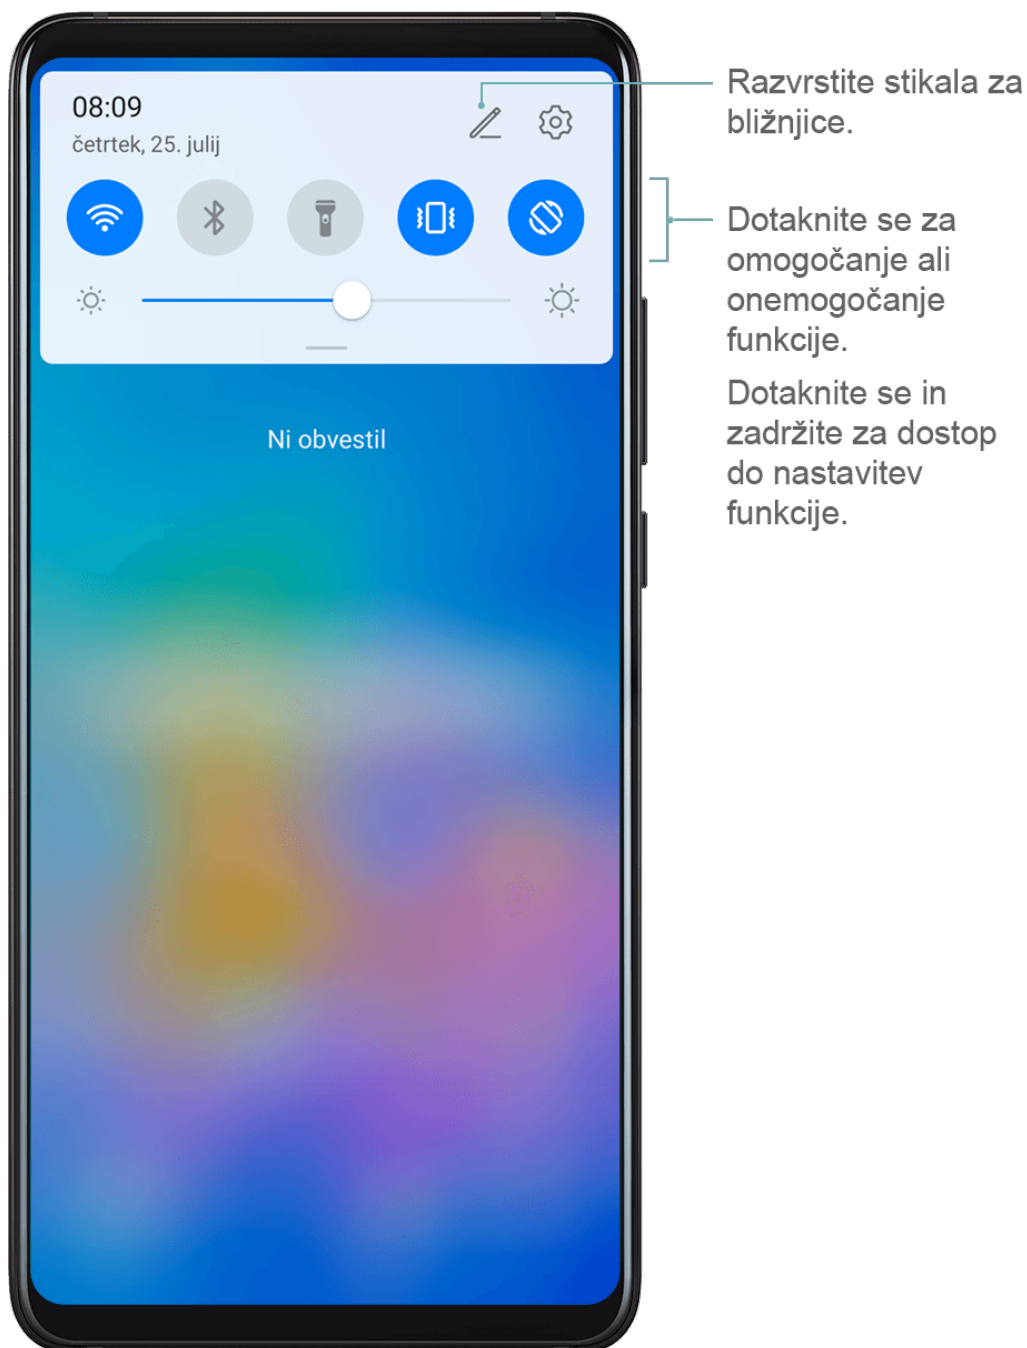 08:09
četrtek, 25. julij
Ni obvestil
Razvrstite stikala za
bližnjice.
Dotaknite se za
omogočanje ali
onemogočanje
funkcije.
Dotaknite se in
zadržite za dostop
do nastavitev
funkcije.